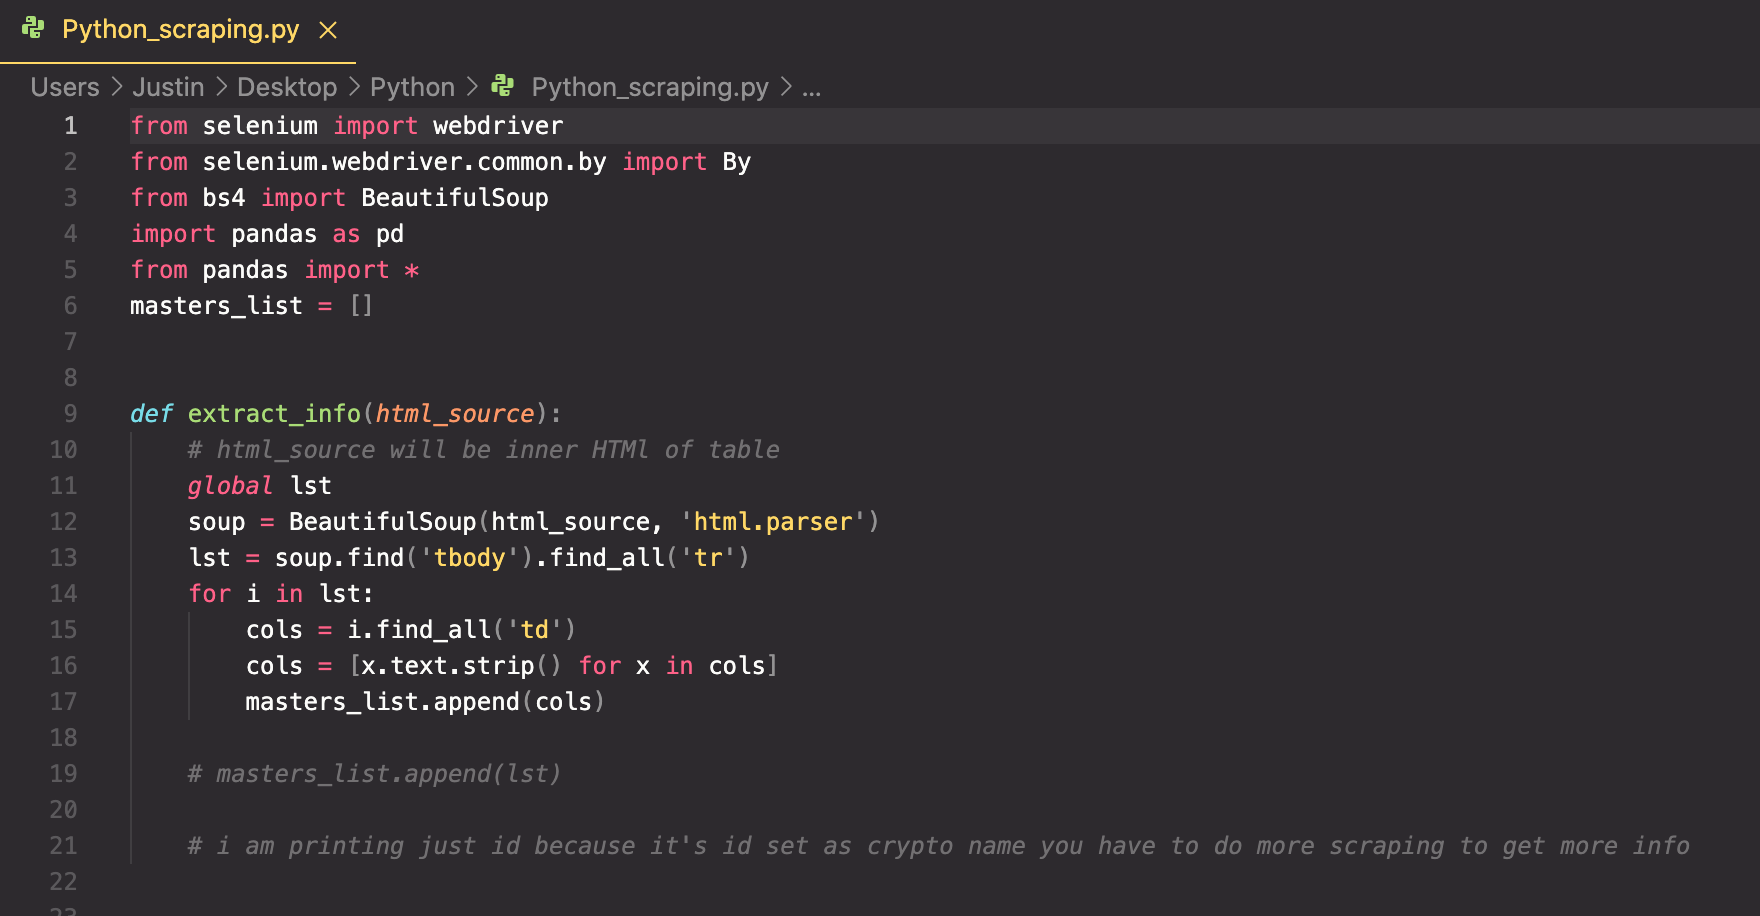 Python_scraping.py ×
Users > Justin > Desktop > Python > Python_scraping.py > ...
1 from selenium import webdriver
2 from selenium.webdriver.common.by import By
3 from bs4 import BeautifulSoup
4 import pandas as pd
5 from pandas import *
6 masters_list = []
7
8
9 def extract_info(html_source):
10     # html_source will be inner HTMl of table
11     global lst
12     soup = BeautifulSoup(html_source, 'html.parser')
13     lst = soup.find('tbody').find_all('tr')
14     for i in lst:
15         cols = i.find_all('td')
16         cols = [x.text.strip() for x in cols]
17         masters_list.append(cols)
18
19     # masters_list.append(lst)
20
21     # i am printing just id because it's id set as crypto name you have to do more scraping to get more info
22
23